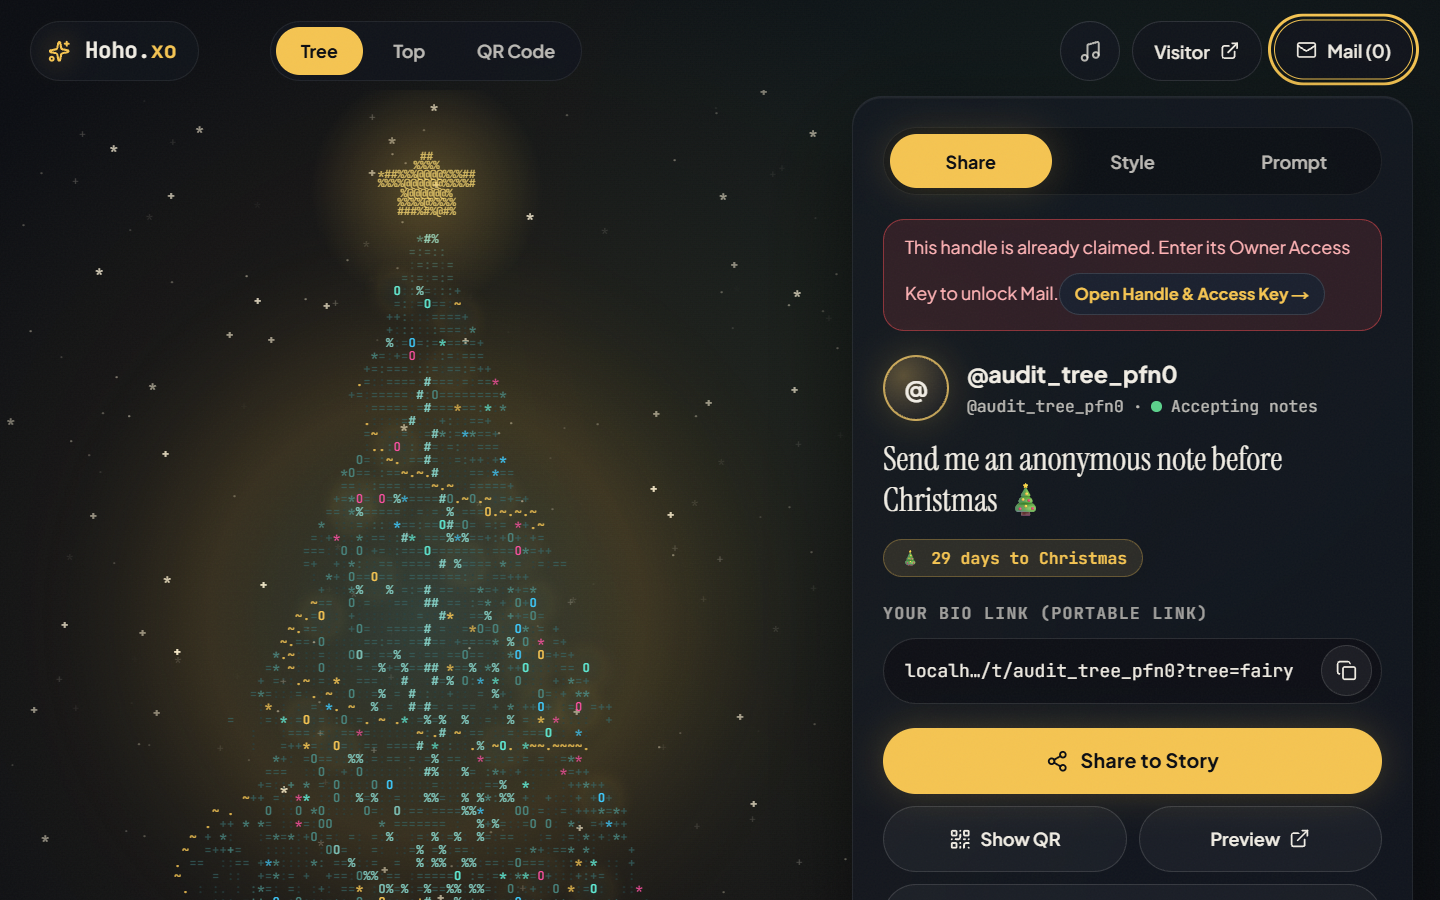 Hoho.xo
Tree
Top
QR Code
Visitor
Mail (0)
Share
Style
Prompt
This handle is already claimed. Enter its Owner Access
Key to unlock Mail. Open Handle & Access Key →
@
@audit_tree_pfn0
@audit_tree_pfn0 · Accepting notes
Send me an anonymous note before
Christmas 🎄
🎄 29 days to Christmas
YOUR BIO LINK (PORTABLE LINK)
localh…/t/audit_tree_pfn0?tree=fairy
Share to Story
Show QR
Preview